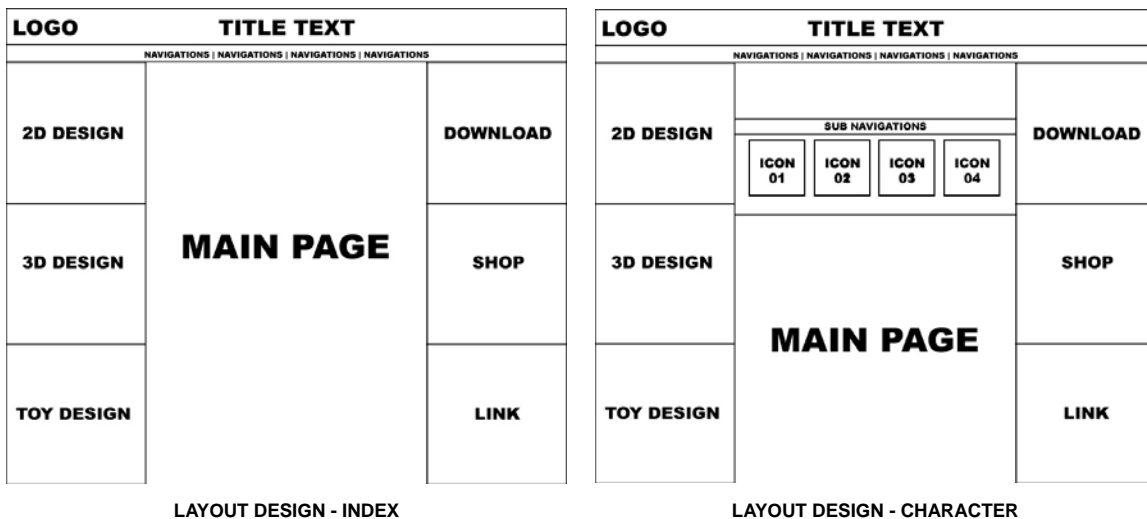 LOGO TITLE TEXT
NAVIGATIONS | NAVIGATIONS | NAVIGATIONS | NAVIGATIONS
2D DESIGN
3D DESIGN
TOY DESIGN
MAIN PAGE
DOWNLOAD
SHOP
LINK
LAYOUT DESIGN - INDEX
LOGO TITLE TEXT
NAVIGATIONS | NAVIGATIONS | NAVIGATIONS | NAVIGATIONS
2D DESIGN
3D DESIGN
TOY DESIGN
SUB NAVIGATIONS
ICON
01
ICON
02
ICON
03
ICON
04
MAIN PAGE
DOWNLOAD
SHOP
LINK
LAYOUT DESIGN - CHARACTER